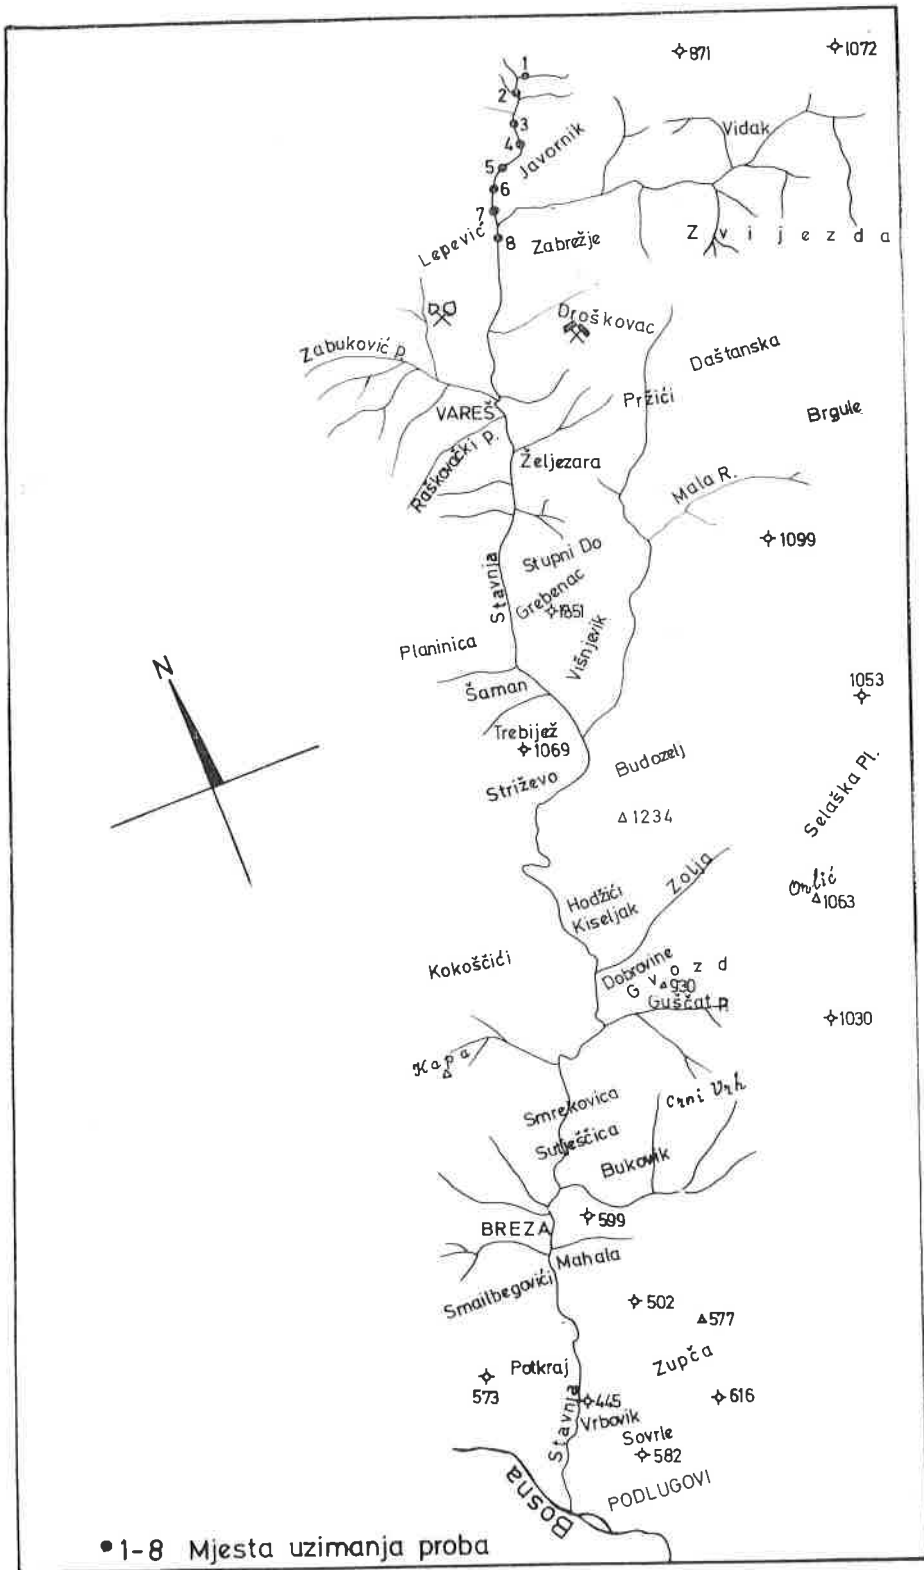 871
1072
1
2
3
4
5
6
7
8
Javornik
Vidak
Zvijezda
Lepević
Zabrežje
Droškovac
Zabuković p.
Daštanska
Pržići
Brgule
VAREŠ
Raškovački p.
Željezara
Mala R.
1099
Stupni Do
Grebenac
1851
Stavnja
Višnjevik
Planinica
N
Šaman
1053
Trebijež
1069
Budozelj
Striževo
1234
Selaška Pl.
Orlić
1063
Zolja
Hodžići
Kiseljak
Kokoščići
Dobrovine
Gvozd
930
Guščat p.
1030
Kapa
Crni Vrh
Smrekovica
Sutješčica
Bukovik
599
BREZA
Mahala
Smailbegovići
502
577
Potkraj
573
Zupča
445
616
Vrbovik
Stavnja
Sovrle
582
PODLUGOVI
Bosna
1-8 Mjesta uzimanja proba